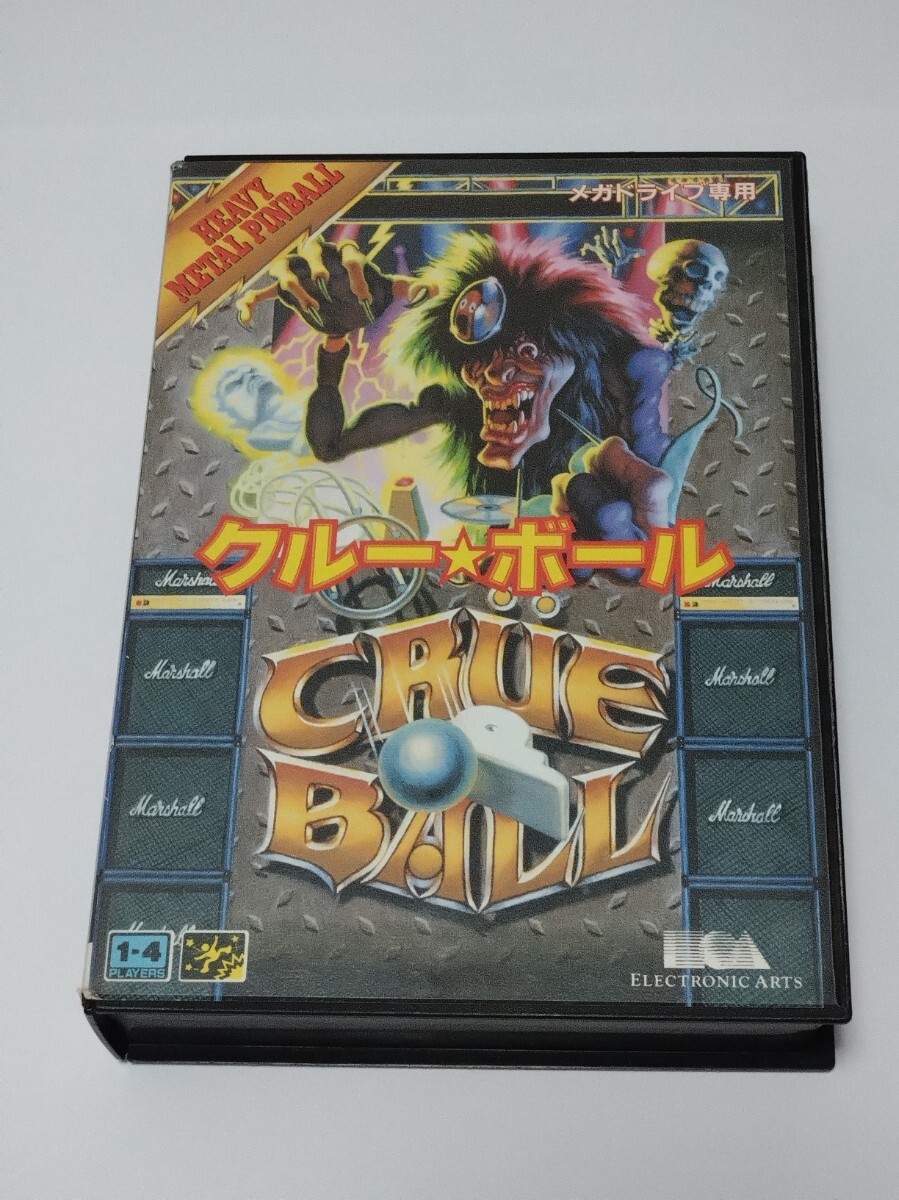 HEAVY
METAL PINBALL
メガドライブ専用
クルー★ボール
Marshall
Marshall
Marshall
Marshall
Marshall
Marshall
CRÜE
BALL
1-4
PLAYERS
ELECTRONIC ARTS